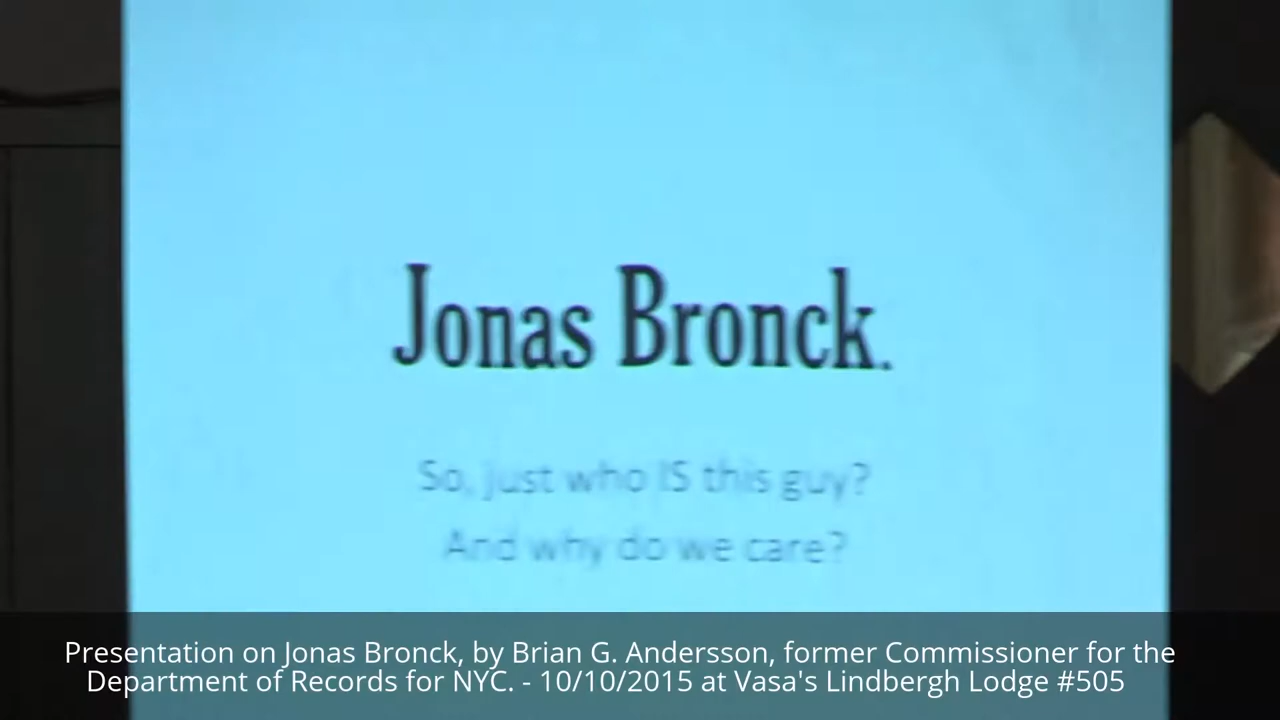 Jonas Bronck.
So, just who IS this guy?
And why do we care?
Presentation on Jonas Bronck, by Brian G. Andersson, former Commissioner for the
Department of Records for NYC. - 10/10/2015 at Vasa's Lindbergh Lodge #505